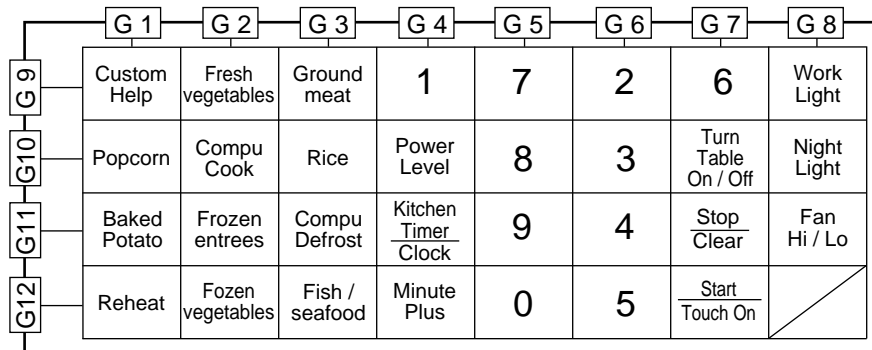 G 1 G 2 G 3 G 4 G 5 G 6 G 7 G 8
G 9
Custom Help
Fresh vegetables
Ground meat
1
7
2
6
Work Light
G10
Popcorn
Compu Cook
Rice
Power Level
8
3
Turn Table On / Off
Night Light
G11
Baked Potato
Frozen entrees
Compu Defrost
Kitchen Timer Clock
9
4
Stop Clear
Fan Hi / Lo
G12
Reheat
Fozen vegetables
Fish / seafood
Minute Plus
0
5
Start Touch On